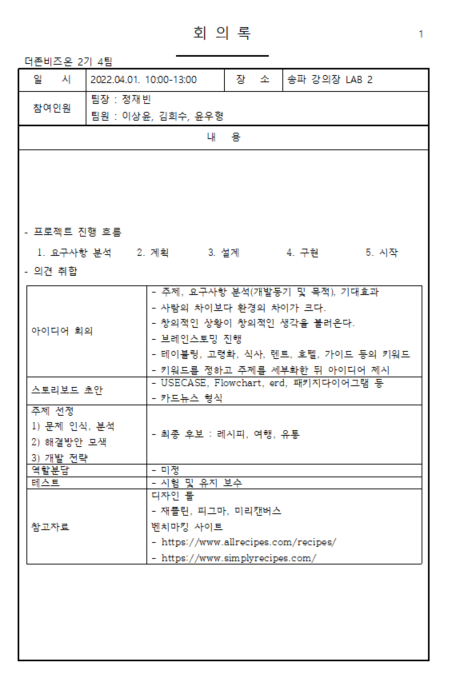 회 의 록
1
더존비즈온 2기 4팀
일 시 2022.04.01. 10:00-13:00 장 소 송파 강의장 LAB 2
참여인원
팀장 : 정재빈
팀원 : 이상윤, 김희수, 윤우형
내 용
- 프로젝트 진행 흐름
1. 요구사항 분석 2. 계획 3. 설계 4. 구현 5. 시작
- 의견 취합
아이디어 회의
- 주제, 요구사항 분석(개발동기 및 목적), 기대효과
- 사람의 차이보다 환경의 차이가 크다.
- 창의적인 상황이 창의적인 생각을 불러온다.
- 브레인스토밍 진행
- 테이블링, 고령화, 식사, 렌트, 호텔, 가이드 등의 키워드
- 키워드를 정하고 주제를 세부화한 뒤 아이디어 제시
스토리보드 초안
- USECASE, Flowchart, erd, 패키지다이어그램 등
- 카드뉴스 형식
주제 선정
1) 문제 인식, 분석
2) 해결방안 모색
3) 개발 전략
- 최종 후보 : 레시피, 여행, 유통
역할분담 - 미정
테스트 - 시험 및 유지 보수
참고자료
디자인 툴
- 재플린, 피그마, 미리캔버스
벤치마킹 사이트
- https://www.allrecipes.com/recipes/
- https://www.simplyrecipes.com/